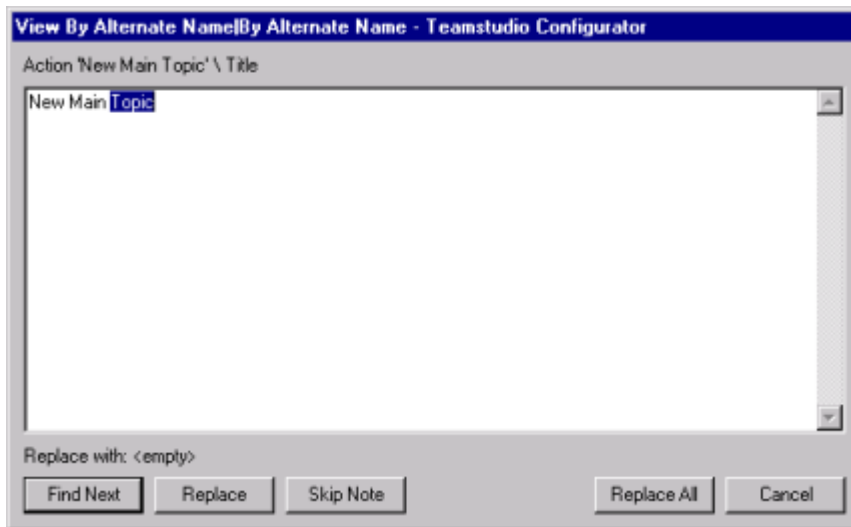 View By Alternate Name|By Alternate Name - Teamstudio Configurator
Action 'New Main Topic' \ Title
New Main Topic
Replace with: <empty>
Find Next Replace Skip Note Replace All Cancel